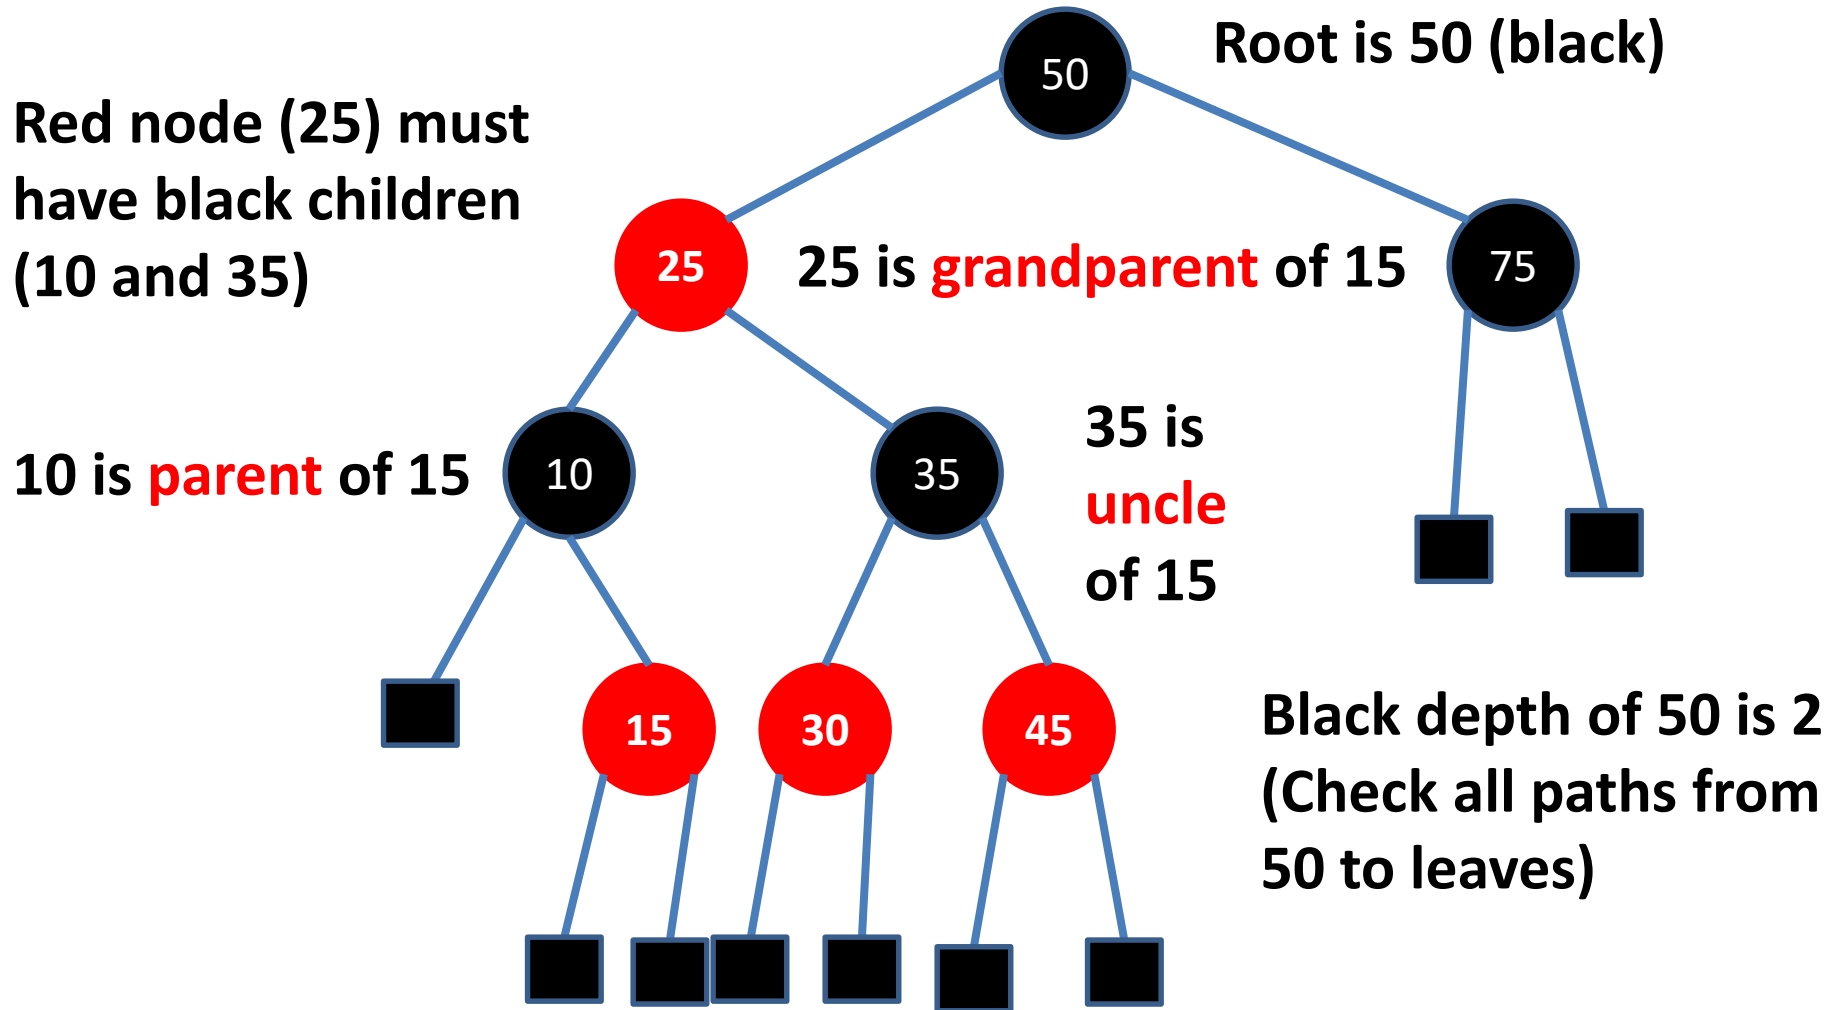 50
Root is 50 (black)
Red node (25) must
have black children
(10 and 35)
25
25 is grandparent of 15
75
10 is parent of 15
10
35
35 is
uncle
of 15
15
30
45
Black depth of 50 is 2
(Check all paths from
50 to leaves)